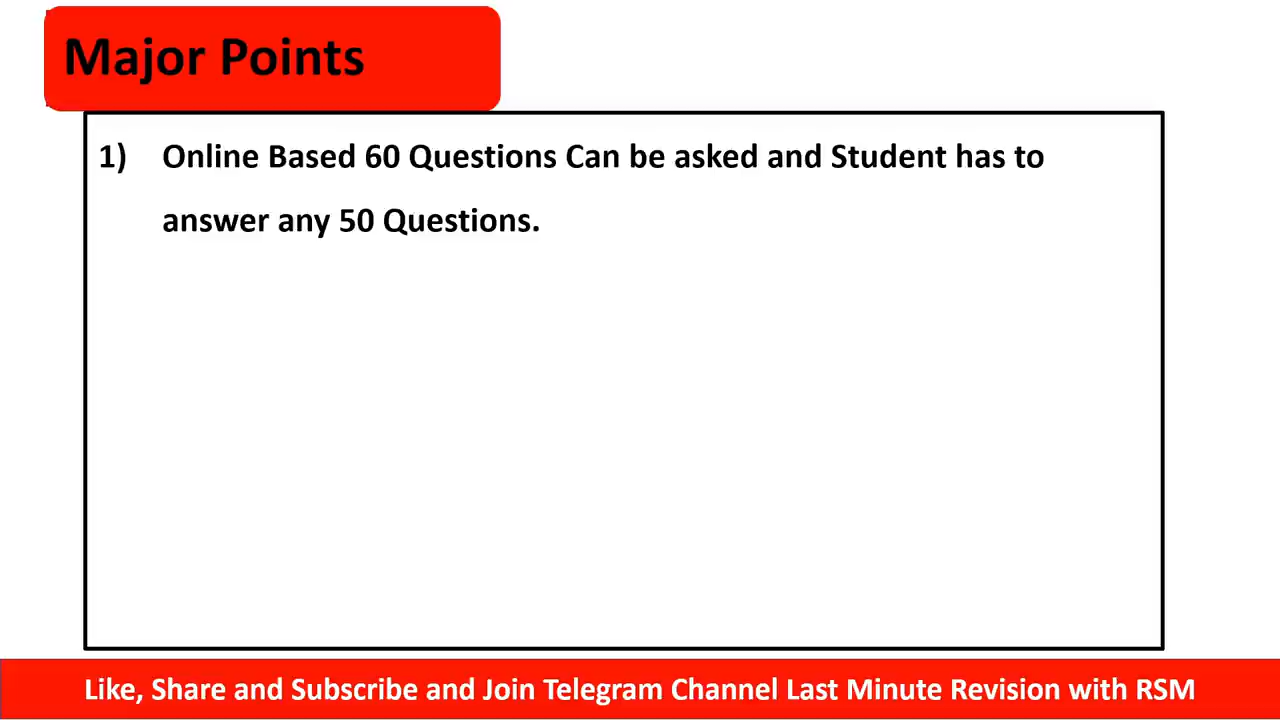 Major Points
1) Online Based 60 Questions Can be asked and Student has to
answer any 50 Questions.
Like, Share and Subscribe and Join Telegram Channel Last Minute Revision with RSM